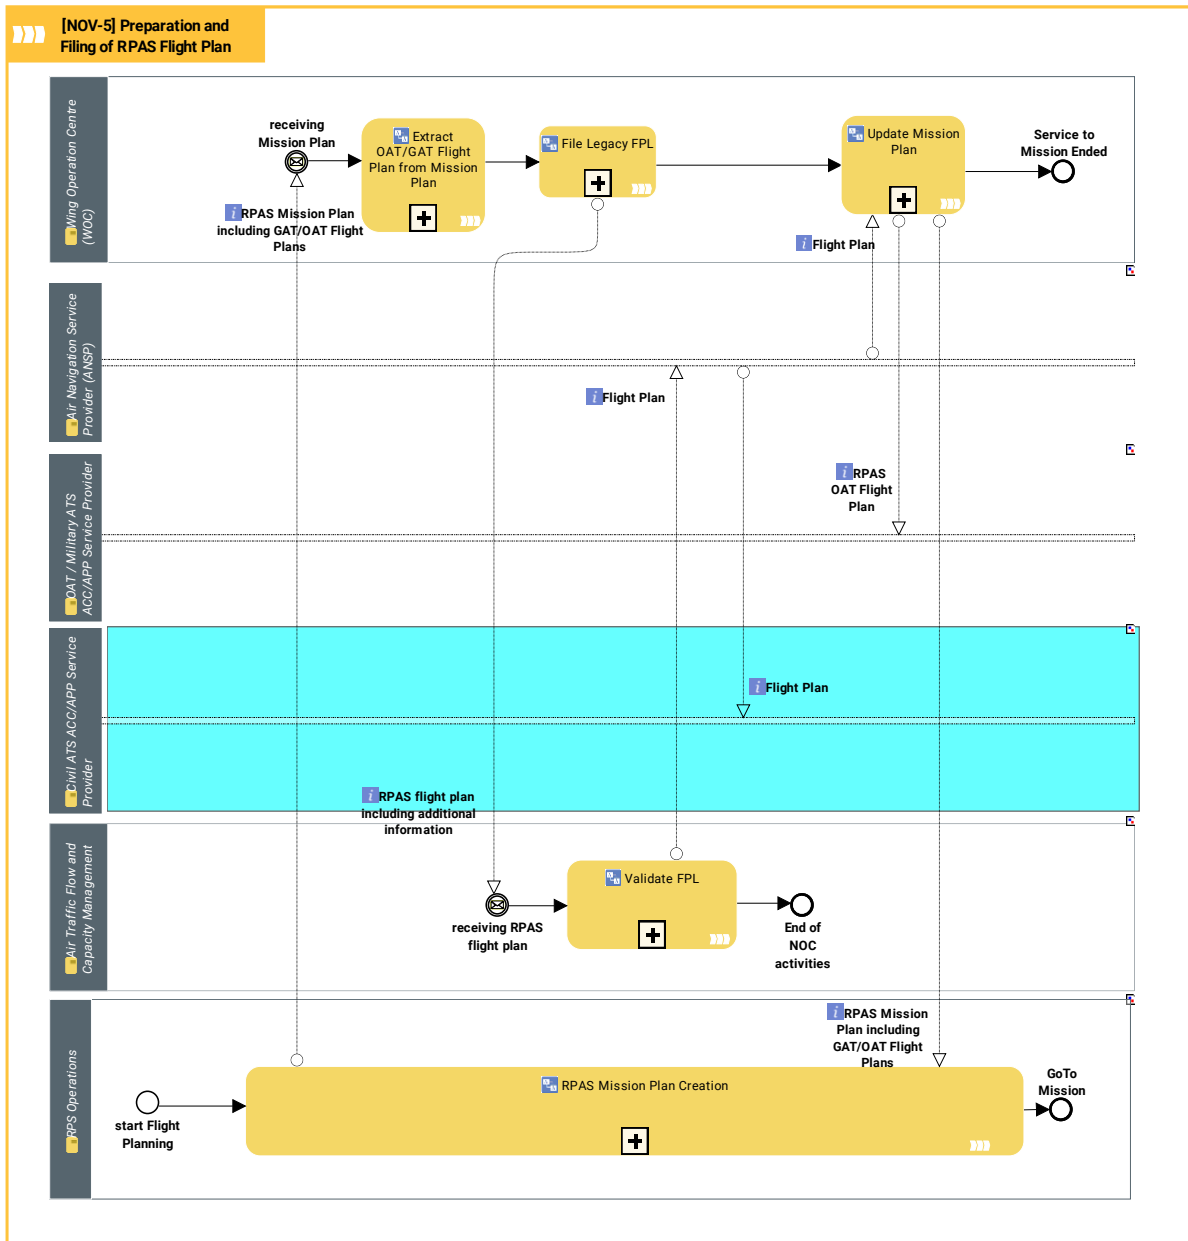 [NOV-5] Preparation and
Filing of RPAS Flight Plan
Wing Operation Centre
(WOC)
receiving
Mission Plan
Extract
OAT/GAT Flight
Plan from Mission
Plan
File Legacy FPL
Update Mission
Plan
Service to
Mission Ended
RPAS Mission Plan
including GAT/OAT Flight
Plans
Flight Plan
Air Navigation Service
Provider (ANSP)
Flight Plan
OAT / Military ATS
ACC/APP Service Provider
RPAS
OAT Flight
Plan
Civil ATS ACC/APP Service
Provider
Flight Plan
RPAS flight plan
including additional
information
Air Traffic Flow and
Capacity Management
Validate FPL
receiving RPAS
flight plan
End of
NOC
activities
RPS Operations
RPAS Mission
Plan including
GAT/OAT Flight
Plans
RPAS Mission Plan Creation
start Flight
Planning
GoTo
Mission